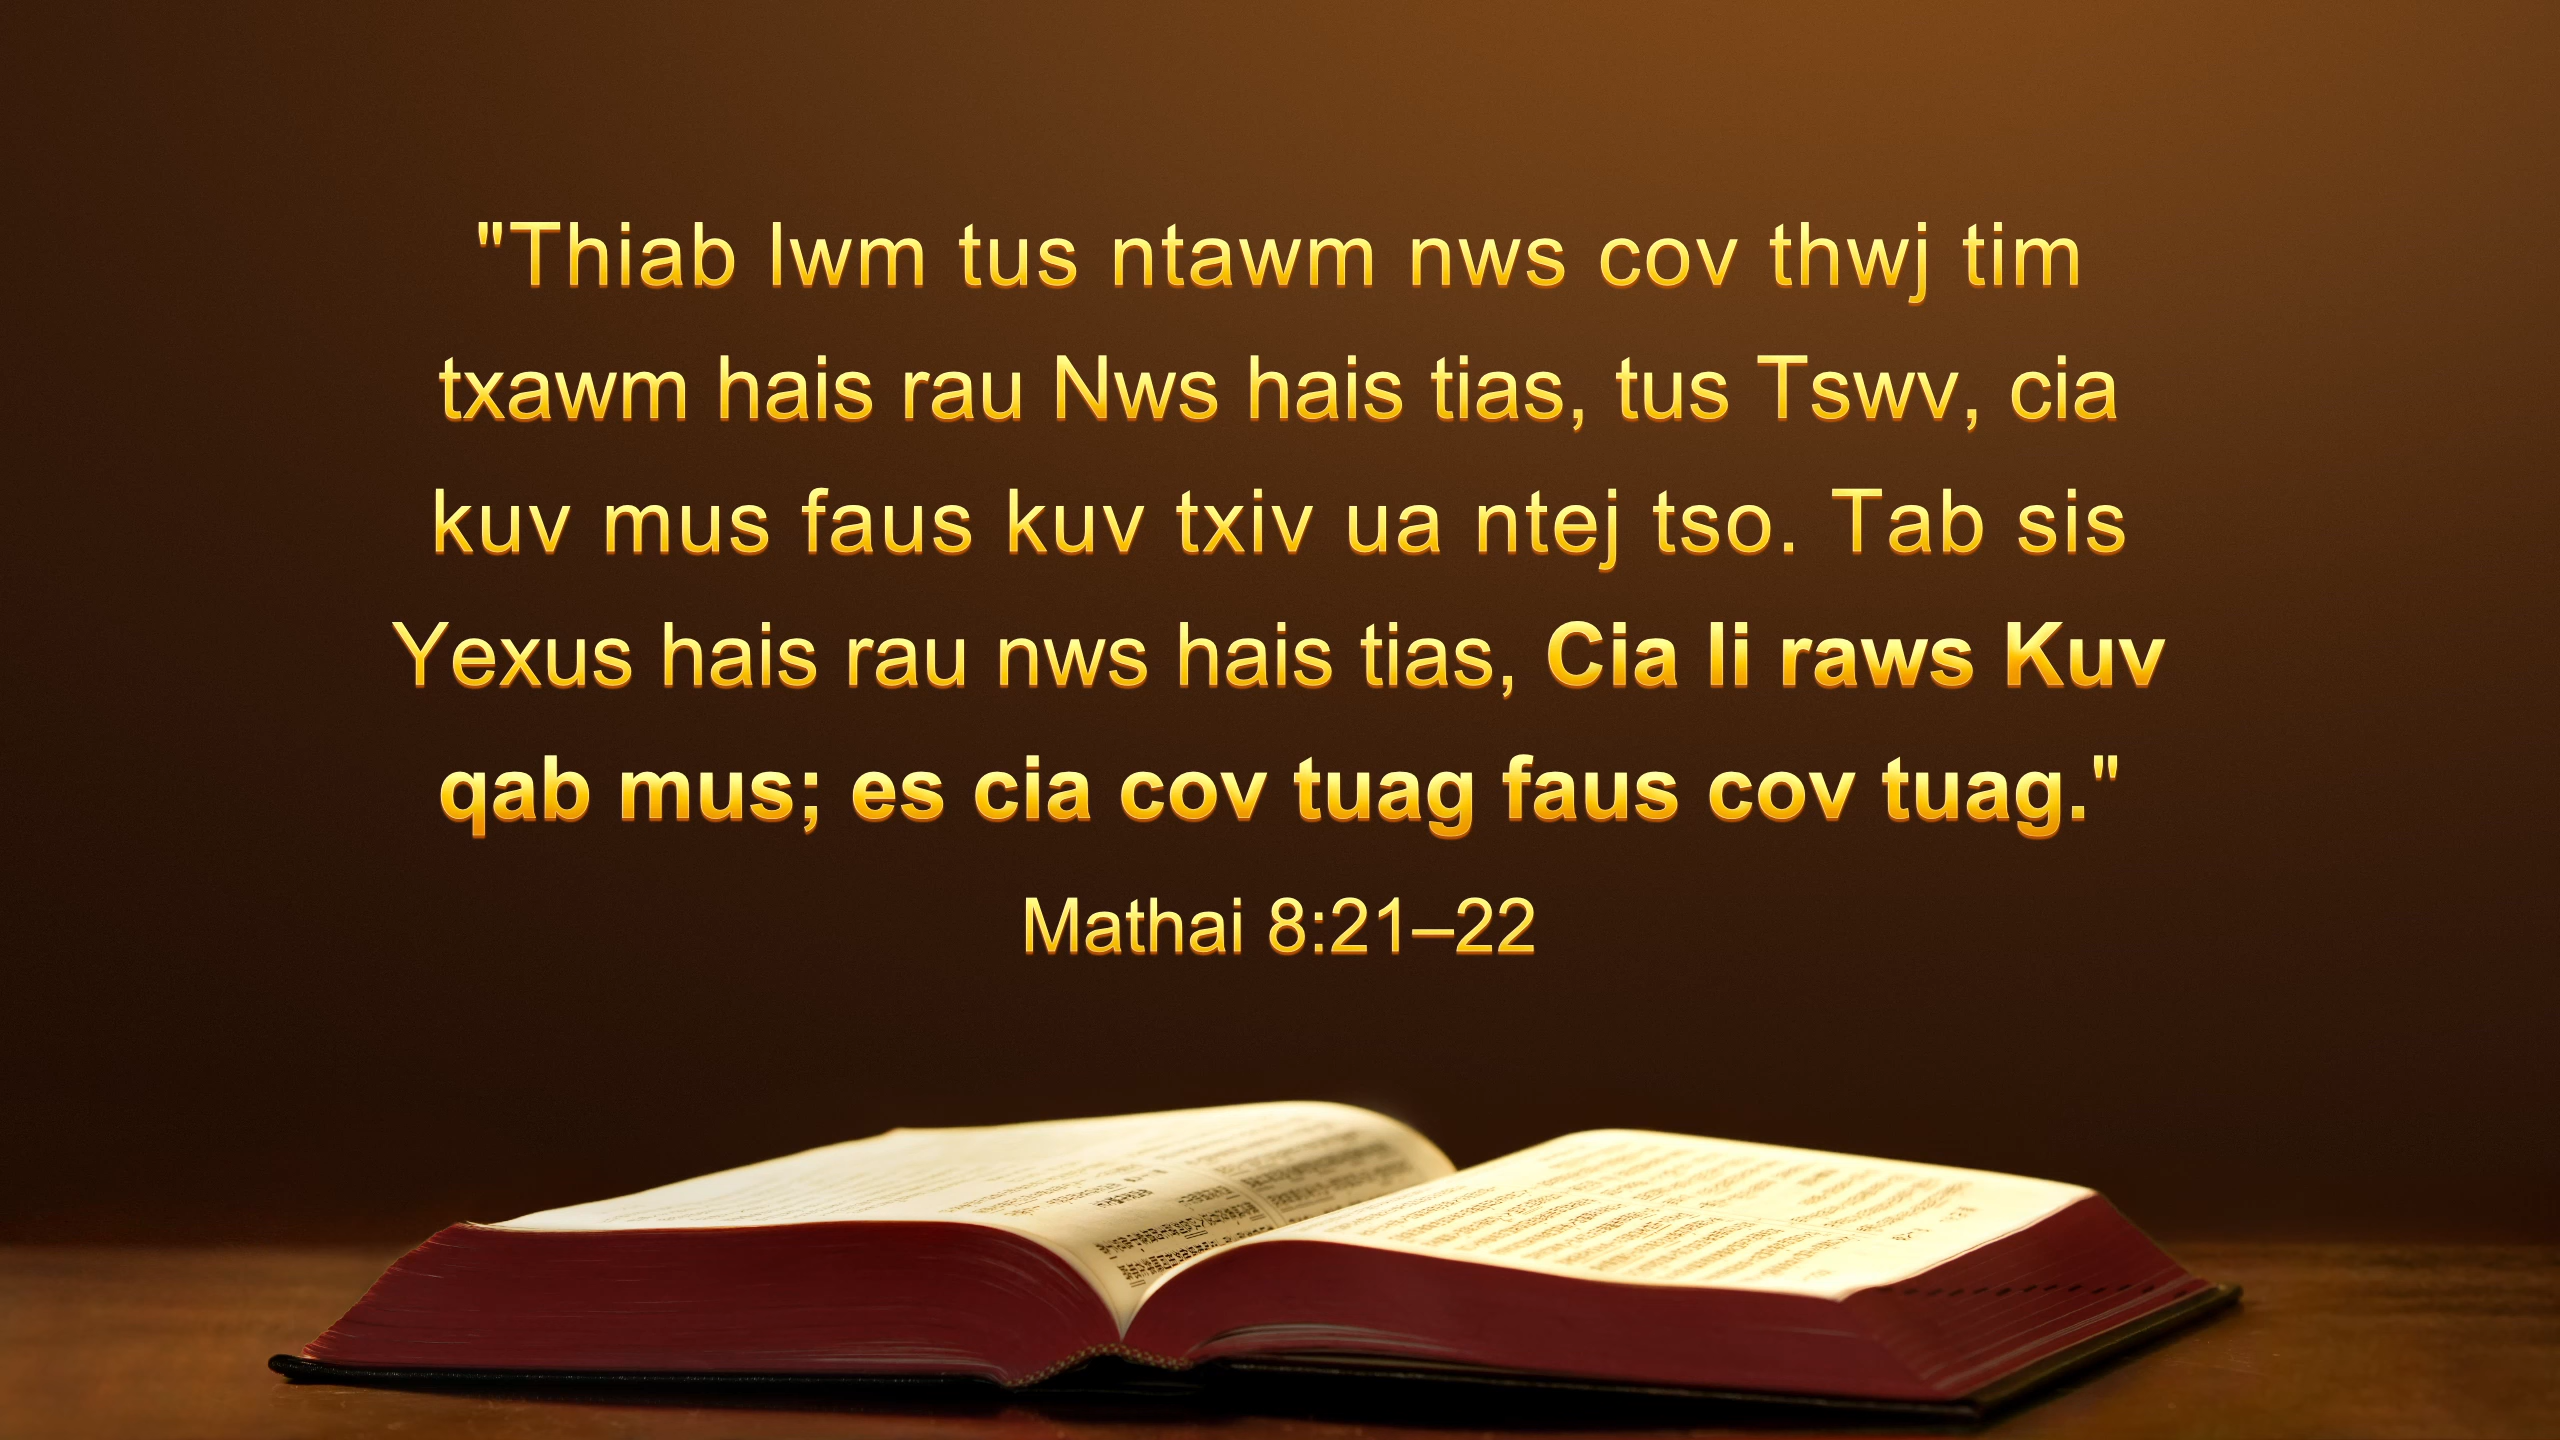 "Thiab lwm tus ntawm nws cov thwj tim
txawm hais rau Nws hais tias, tus Tswv, cia
kuv mus faus kuv txiv ua ntej tso. Tab sis
Yexus hais rau nws hais tias, Cia li raws Kuv
qab mus; es cia cov tuag faus cov tuag."
Mathai 8:21–22